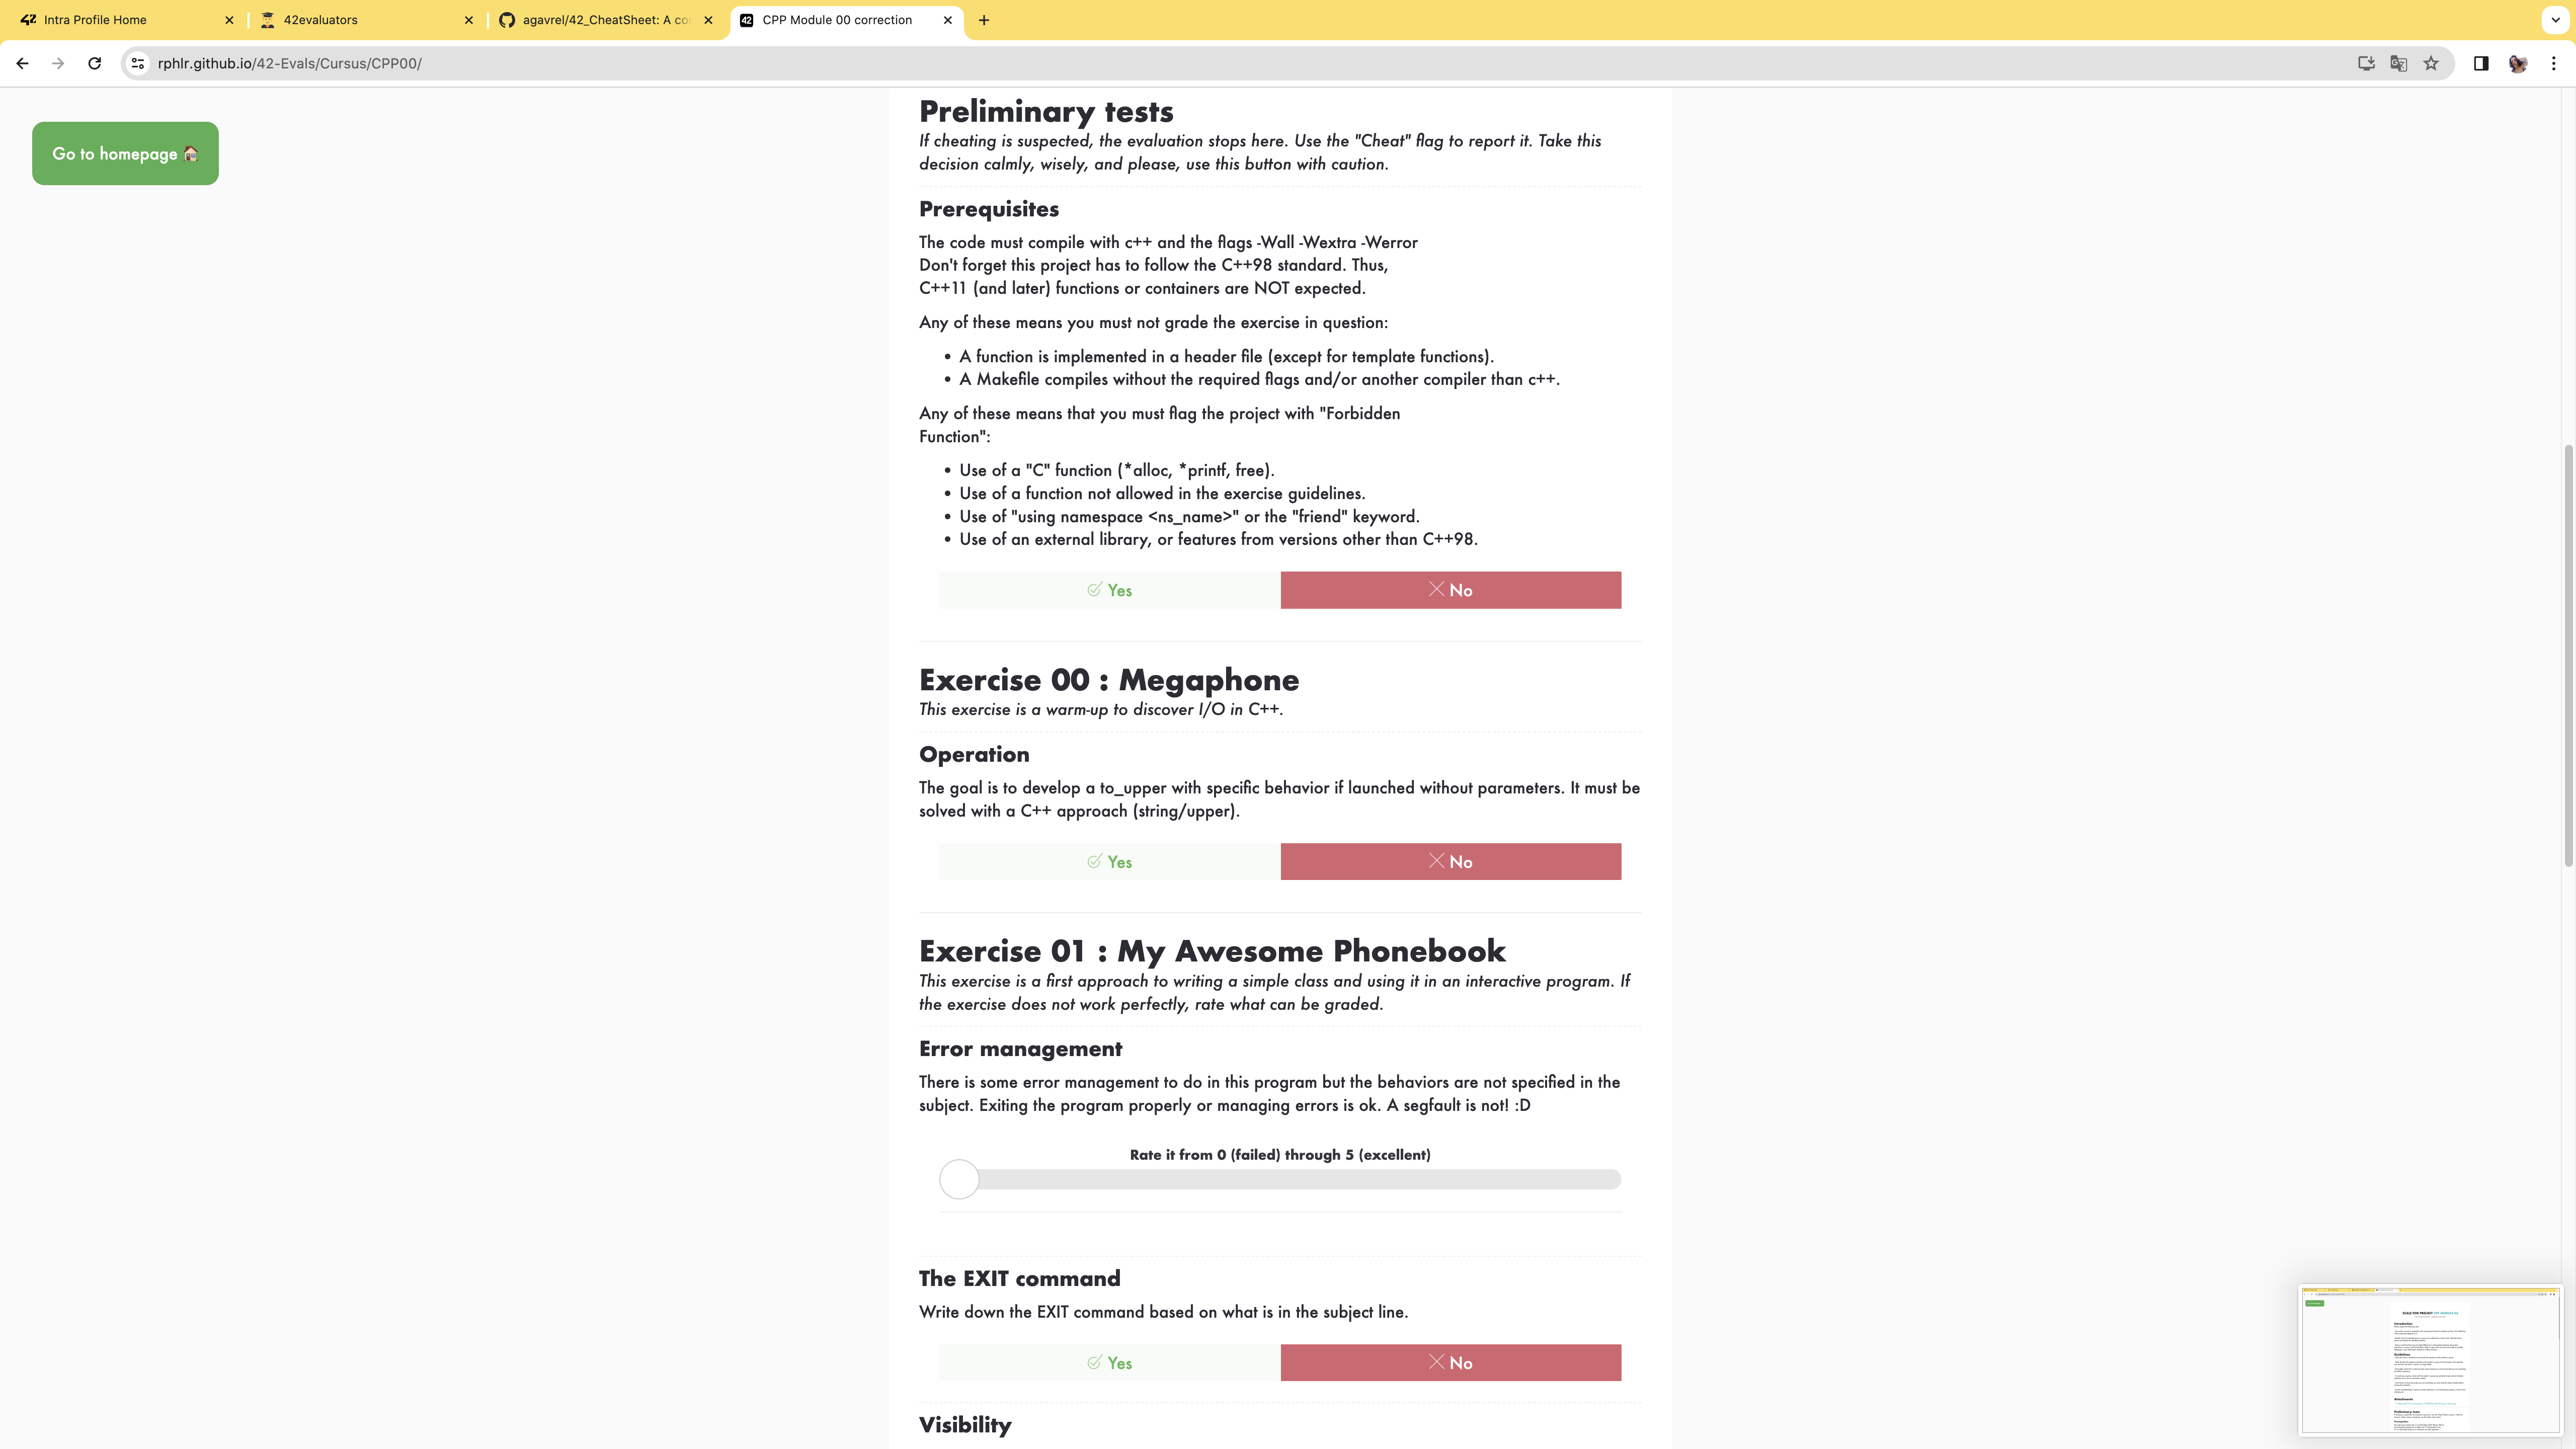 Intra Profile Home
42evaluators
agavrel/42_CheatSheet: A co
CPP Module 00 correction
rphlr.github.io/42-Evals/Cursus/CPP00/
Go to homepage
Preliminary tests
If cheating is suspected, the evaluation stops here. Use the "Cheat" flag to report it. Take this
decision calmly, wisely, and please, use this button with caution.
Prerequisites
The code must compile with c++ and the flags -Wall -Wextra -Werror
Don't forget this project has to follow the C++98 standard. Thus,
C++11 (and later) functions or containers are NOT expected.
Any of these means you must not grade the exercise in question:
• A function is implemented in a header file (except for template functions).
• A Makefile compiles without the required flags and/or another compiler than c++.
Any of these means that you must flag the project with "Forbidden
Function":
• Use of a "C" function (*alloc, *printf, free).
• Use of a function not allowed in the exercise guidelines.
• Use of "using namespace <ns_name>" or the "friend" keyword.
• Use of an external library, or features from versions other than C++98.
Yes No
Exercise 00 : Megaphone
This exercise is a warm-up to discover I/O in C++.
Operation
The goal is to develop a to_upper with specific behavior if launched without parameters. It must be
solved with a C++ approach (string/upper).
Yes No
Exercise 01 : My Awesome Phonebook
This exercise is a first approach to writing a simple class and using it in an interactive program. If
the exercise does not work perfectly, rate what can be graded.
Error management
There is some error management to do in this program but the behaviors are not specified in the
subject. Exiting the program properly or managing errors is ok. A segfault is not! :D
Rate it from 0 (failed) through 5 (excellent)
The EXIT command
Write down the EXIT command based on what is in the subject line.
Yes No
Visibility